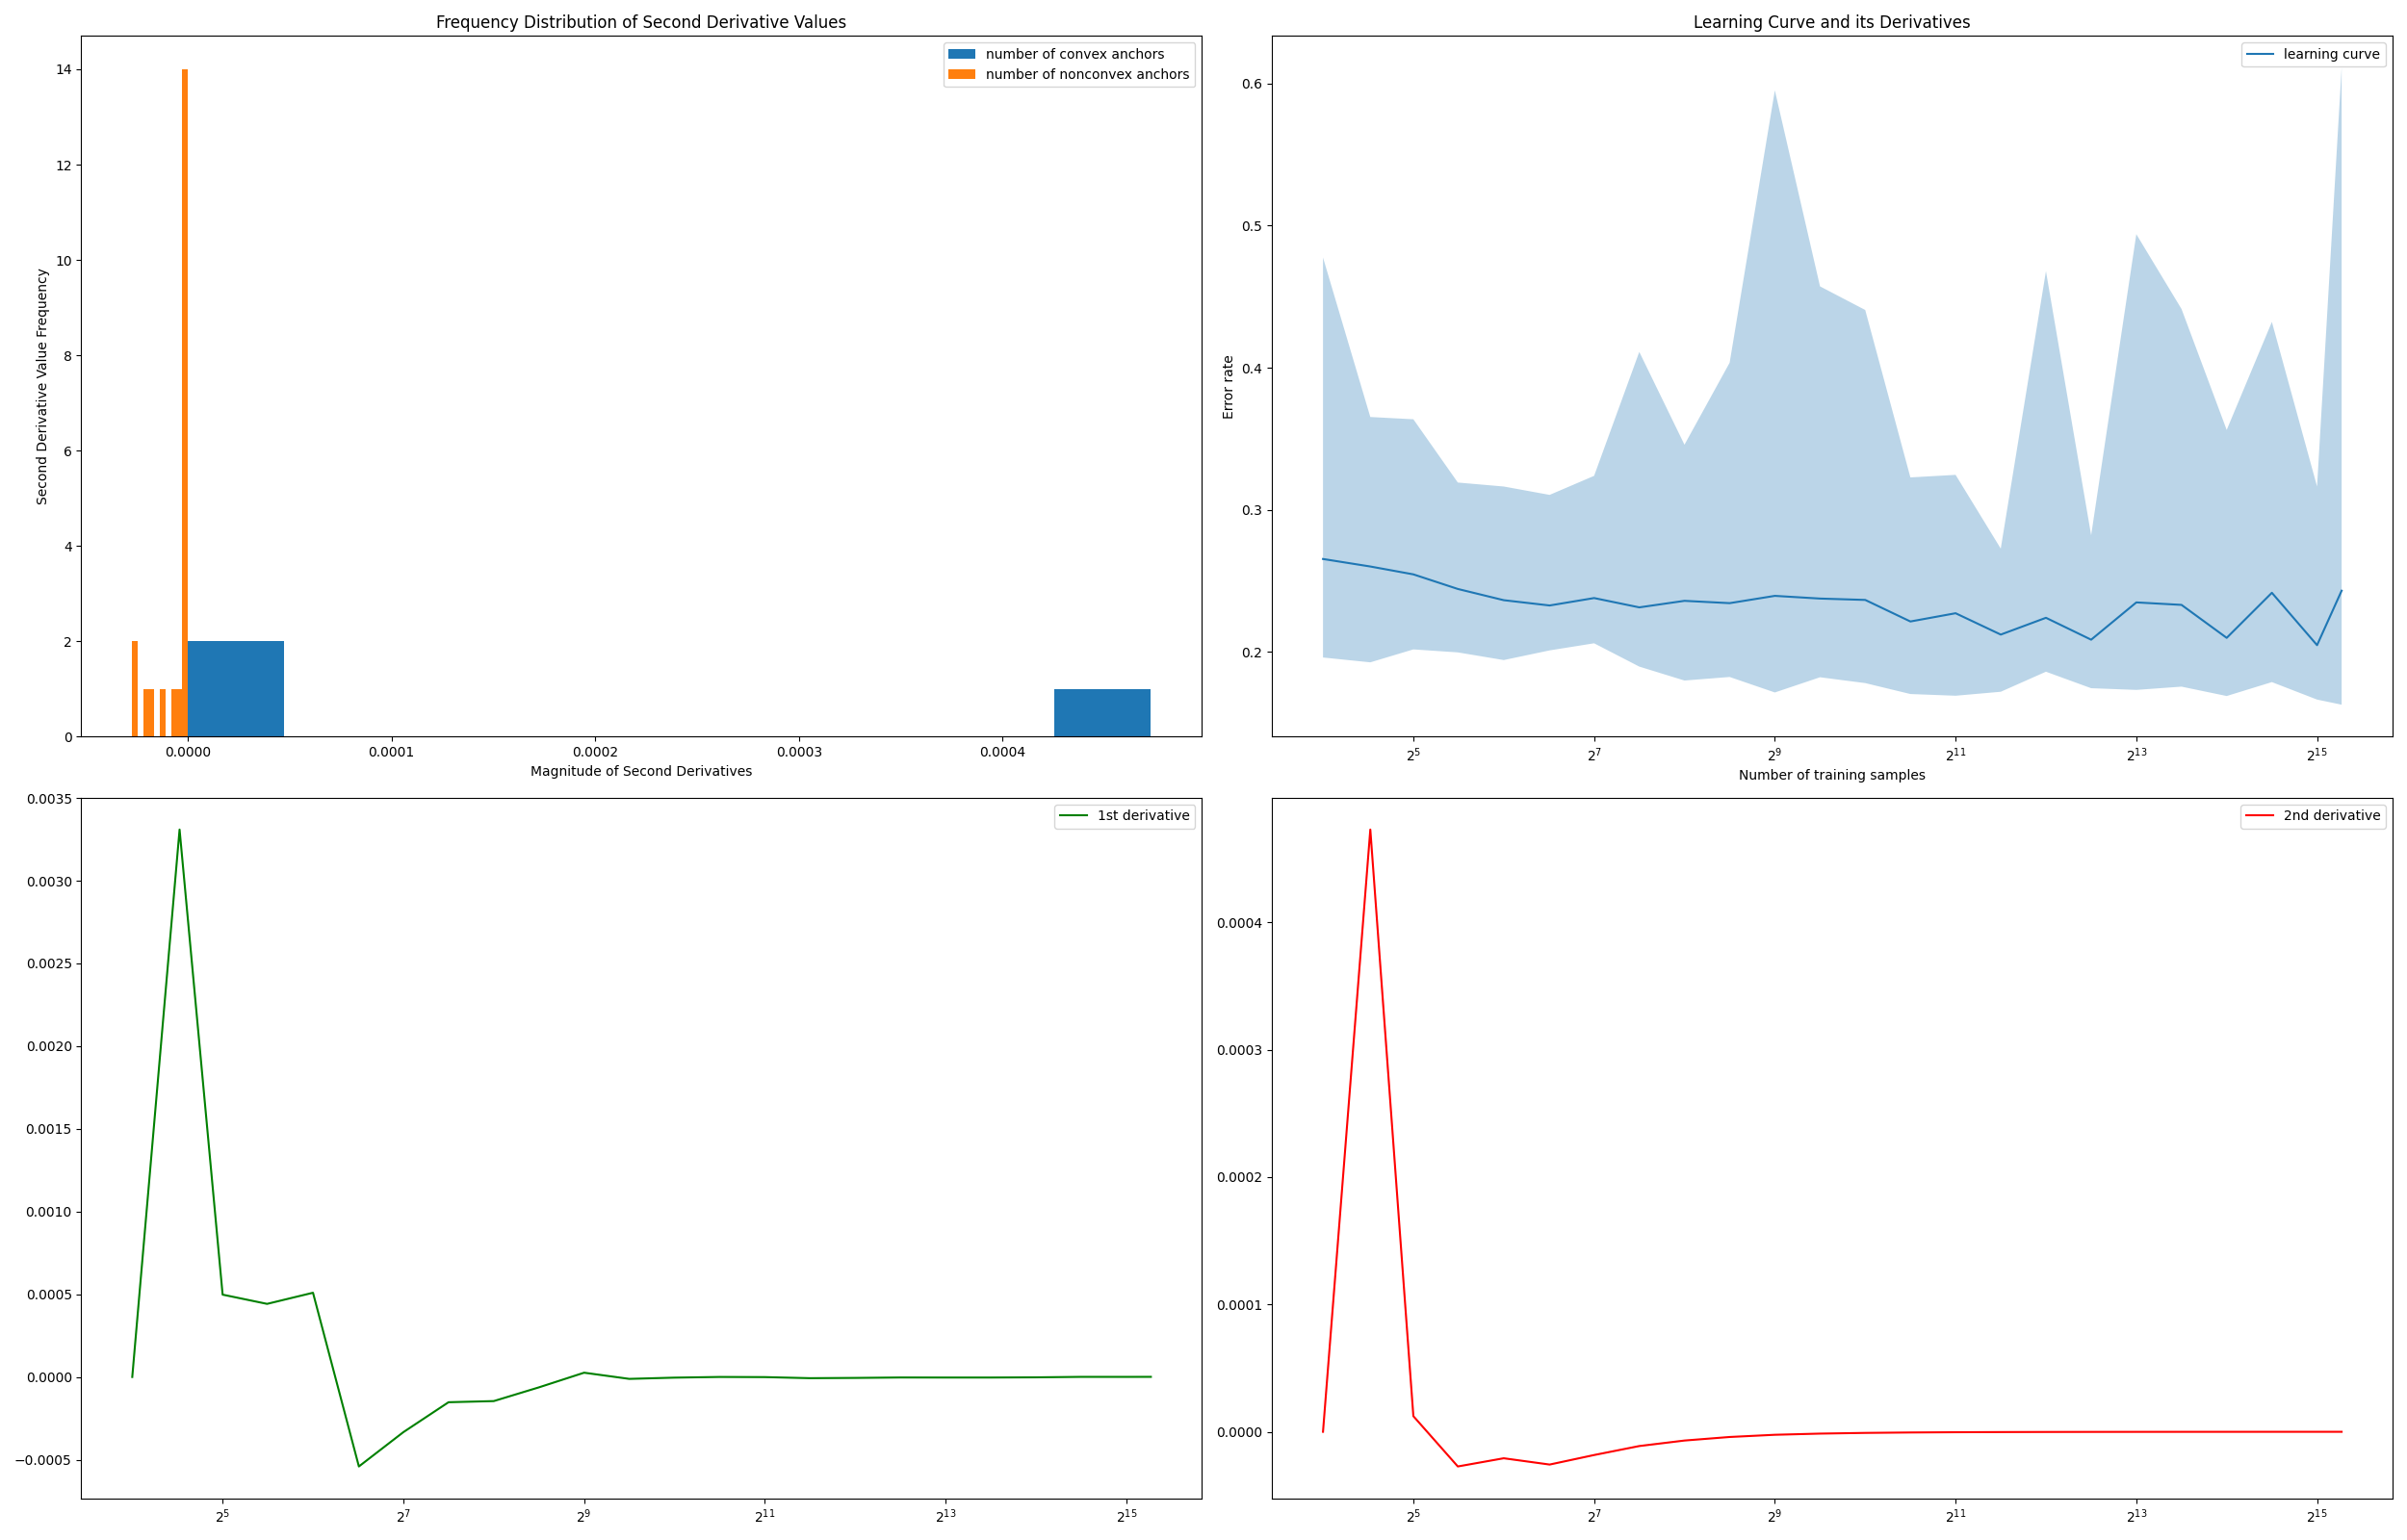 Frequency Distribution of Second Derivative Values
number of convex anchors
number of nonconvex anchors
14
12
10
8
6
4
2
0
Second Derivative Value Frequency
0.0000 0.0001 0.0002 0.0003 0.0004
Magnitude of Second Derivatives
Learning Curve and its Derivatives
learning curve
0.6
0.5
0.4
0.3
0.2
Error rate
2^5 2^7 2^9 2^11 2^13 2^15
Number of training samples
1st derivative
0.0035
0.0030
0.0025
0.0020
0.0015
0.0010
0.0005
0.0000
−0.0005
2^5 2^7 2^9 2^11 2^13 2^15
2nd derivative
0.0004
0.0003
0.0002
0.0001
0.0000
2^5 2^7 2^9 2^11 2^13 2^15